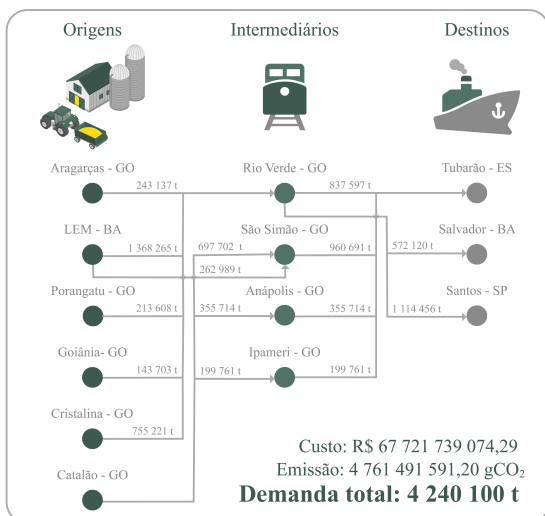 Origens Intermediários Destinos
Aragarças - GO Rio Verde - GO Tubarão - ES
243 137 t 837 597 t
LEM - BA São Simão - GO Salvador - BA
1 368 265 t 697 702 t 960 691 t 572 120 t
262 989 t
Porangatu - GO Anápolis - GO Santos - SP
213 608 t 355 714 t 355 714 t 1 114 456 t
Goiânia- GO Ipameri - GO
143 703 t 199 761 t 199 761 t
Cristalina - GO
755 221 t
Catalão - GO
Custo: R$ 67 721 739 074,29
Emissão: 4 761 491 591,20 gCO₂
Demanda total: 4 240 100 t